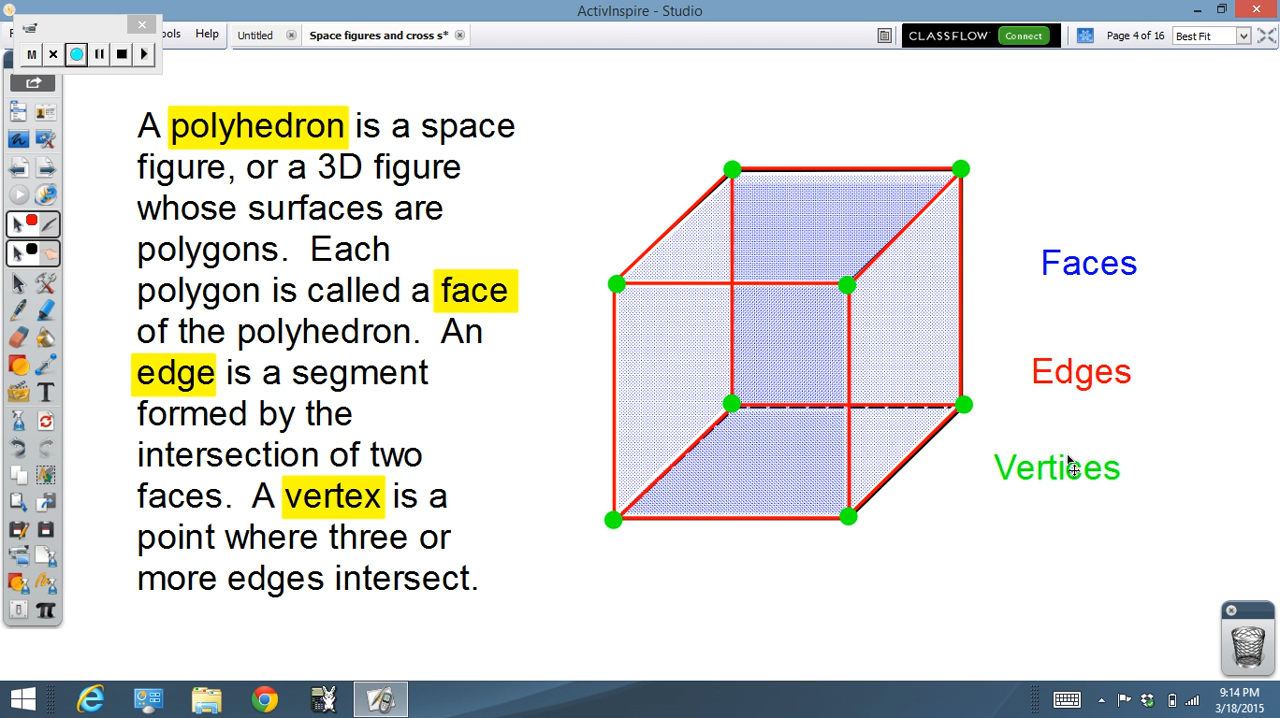 ActivInspire - Studio
ools Help Untitled Space figures and cross s* CLASSFLOW Connect Page 4 of 16 Best Fit
M
A polyhedron is a space
figure, or a 3D figure
whose surfaces are
polygons. Each
polygon is called a face
of the polyhedron. An
edge is a segment
formed by the
intersection of two
faces. A vertex is a
point where three or
more edges intersect.
Faces
Edges
Vertices
T
9:14 PM
3/18/2015